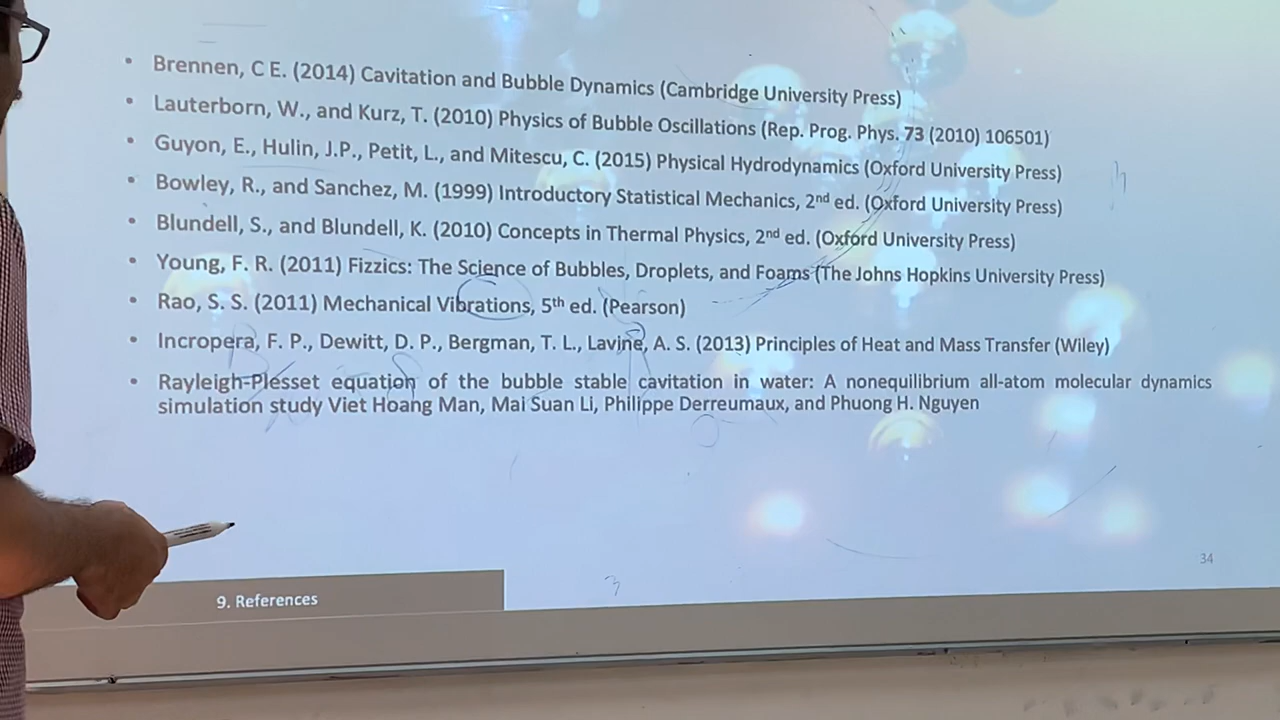 • Brennen, C E. (2014) Cavitation and Bubble Dynamics (Cambridge University Press)
• Lauterborn, W., and Kurz, T. (2010) Physics of Bubble Oscillations (Rep. Prog. Phys. 73 (2010) 106501)
• Guyon, E., Hulin, J.P., Petit, L., and Mitescu, C. (2015) Physical Hydrodynamics (Oxford University Press)
• Bowley, R., and Sanchez, M. (1999) Introductory Statistical Mechanics, 2nd ed. (Oxford University Press)
• Blundell, S., and Blundell, K. (2010) Concepts in Thermal Physics, 2nd ed. (Oxford University Press)
• Young, F. R. (2011) Fizzics: The Science of Bubbles, Droplets, and Foams (The Johns Hopkins University Press)
• Rao, S. S. (2011) Mechanical Vibrations, 5th ed. (Pearson)
• Incropera, F. P., Dewitt, D. P., Bergman, T. L., Lavine, A. S. (2013) Principles of Heat and Mass Transfer (Wiley)
• Rayleigh-Plesset equation of the bubble stable cavitation in water: A nonequilibrium all-atom molecular dynamics
simulation study Viet Hoang Man, Mai Suan Li, Philippe Derreumaux, and Phuong H. Nguyen
34
9. References